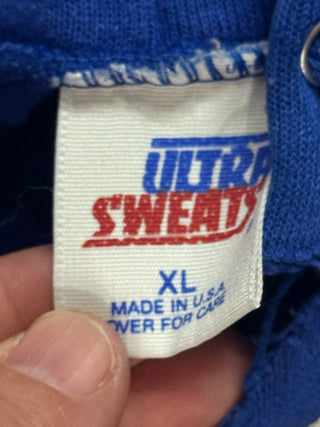 ULTRA
SWEATS
XL
MADE IN U.S.A.
OVER FOR CARE